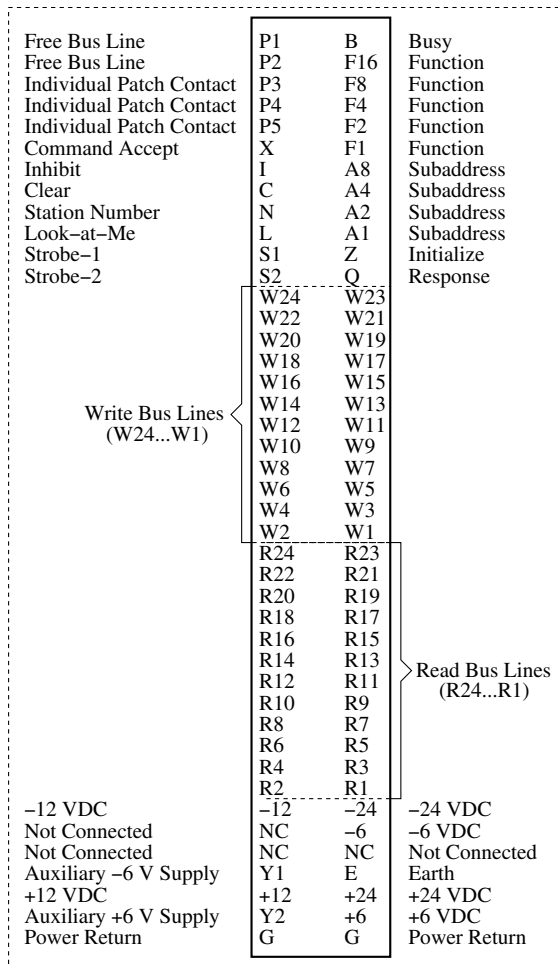 Free Bus Line P1 B Busy
Free Bus Line P2 F16 Function
Individual Patch Contact P3 F8 Function
Individual Patch Contact P4 F4 Function
Individual Patch Contact P5 F2 Function
Command Accept X F1 Function
Inhibit I A8 Subaddress
Clear C A4 Subaddress
Station Number N A2 Subaddress
Look−at−Me L A1 Subaddress
Strobe−1 S1 Z Initialize
Strobe−2 S2 Q Response
W24 W23
W22 W21
W20 W19
W18 W17
W16 W15
Write Bus Lines W14 W13
(W24...W1) W12 W11
W10 W9
W8 W7
W6 W5
W4 W3
W2 W1
R24 R23
R22 R21
R20 R19
R18 R17
R16 R15
R14 R13 Read Bus Lines
R12 R11 (R24...R1)
R10 R9
R8 R7
R6 R5
R4 R3
R2 R1
−12 VDC −12 −24 −24 VDC
Not Connected NC −6 −6 VDC
Not Connected NC NC Not Connected
Auxiliary −6 V Supply Y1 E Earth
+12 VDC +12 +24 +24 VDC
Auxiliary +6 V Supply Y2 +6 +6 VDC
Power Return G G Power Return